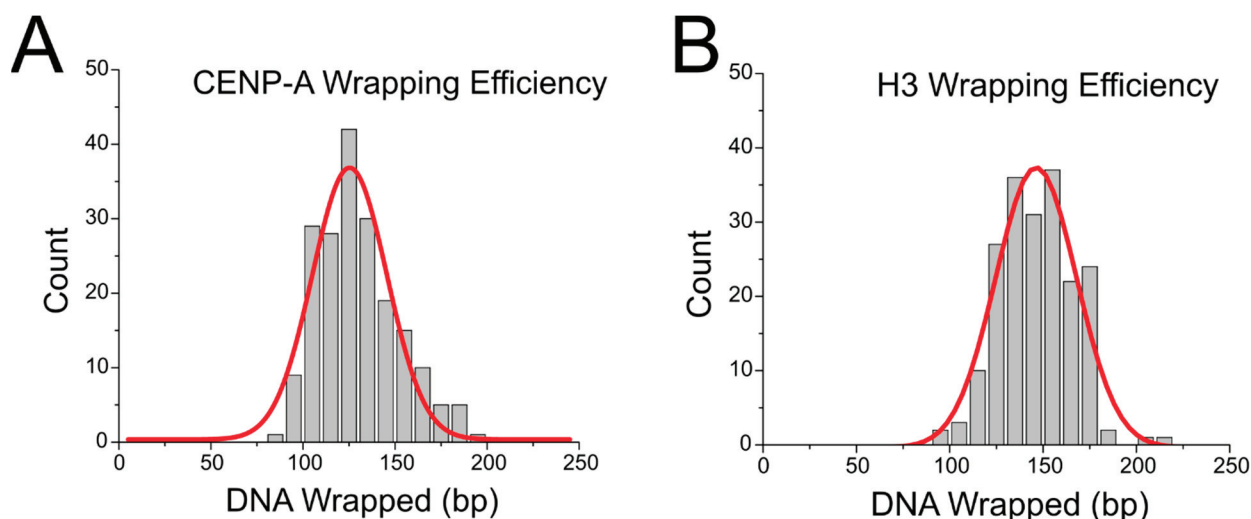 A
CENP-A Wrapping Efficiency
50
40
30
20
10
0
Count
0 50 100 150 200 250
DNA Wrapped (bp)
B
H3 Wrapping Efficiency
50
40
30
20
10
0
Count
0 50 100 150 200 250
DNA Wrapped (bp)